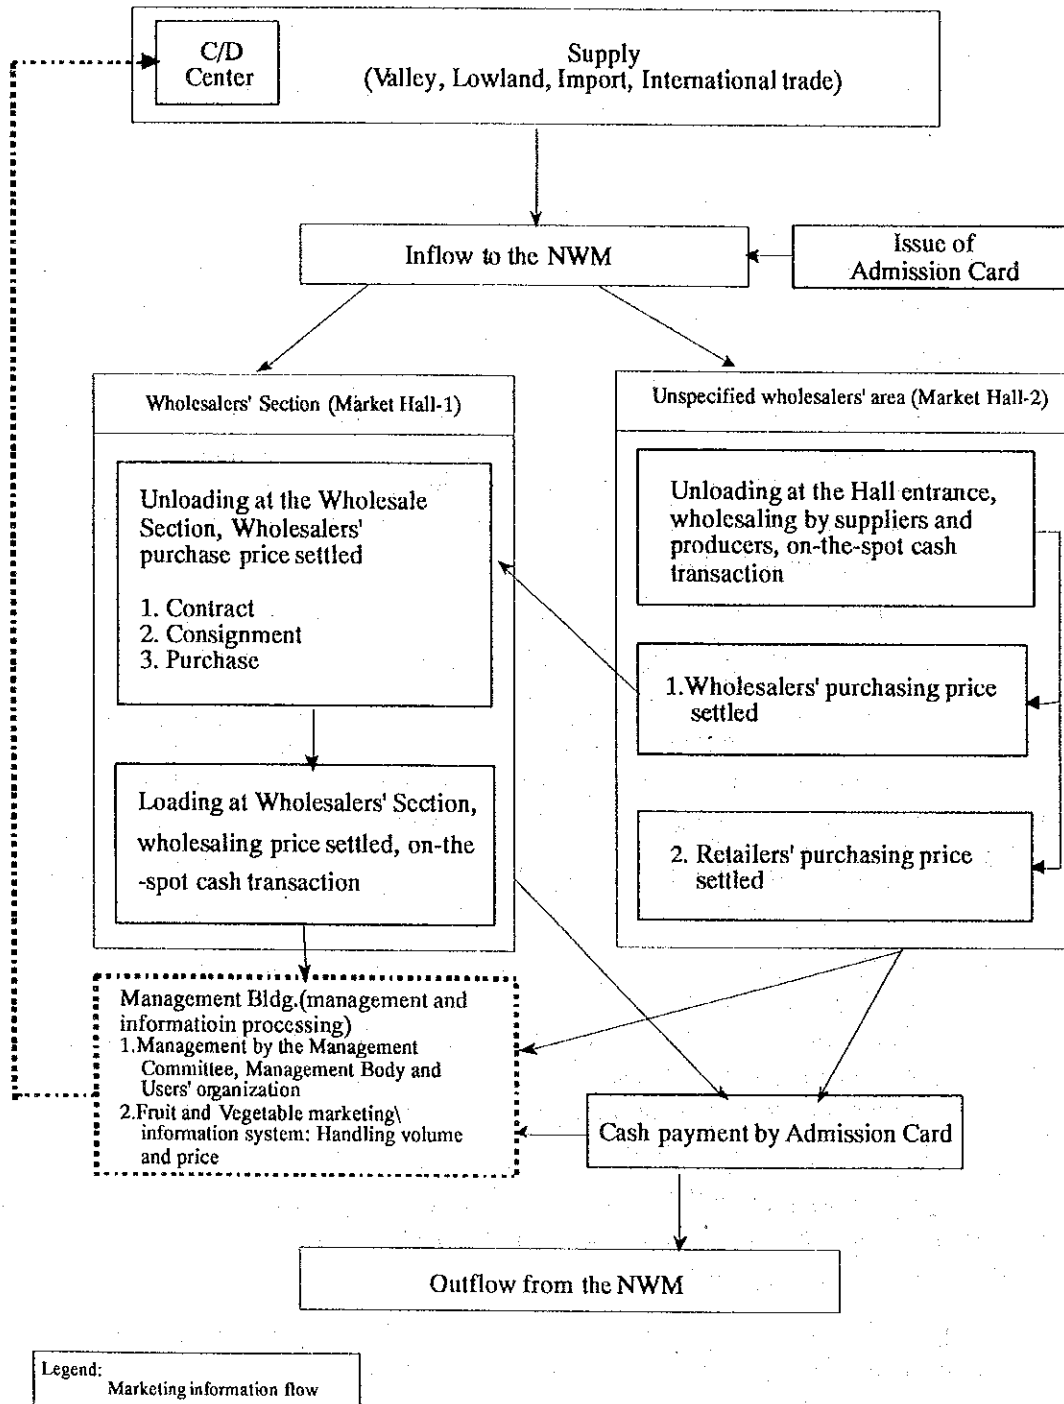 C/D
Center
Supply
(Valley, Lowland, Import, International trade)
Inflow to the NWM
Issue of
Admission Card
Wholesalers' Section (Market Hall-1)
Unloading at the Wholesale
Section, Wholesalers'
purchase price settled
1. Contract
2. Consignment
3. Purchase
Loading at Wholesalers' Section,
wholesaling price settled, on-the
-spot cash transaction
Unspecified wholesalers' area (Market Hall-2)
Unloading at the Hall entrance,
wholesaling by suppliers and
producers, on-the-spot cash
transaction
1.Wholesalers' purchasing price
settled
2. Retailers' purchasing price
settled
Management Bldg.(management and
informatioin processing)
1.Management by the Management
Committee, Management Body and
Users' organization
2.Fruit and Vegetable marketing\
information system: Handling volume
and price
Cash payment by Admission Card
Outflow from the NWM
Legend:
Marketing information flow